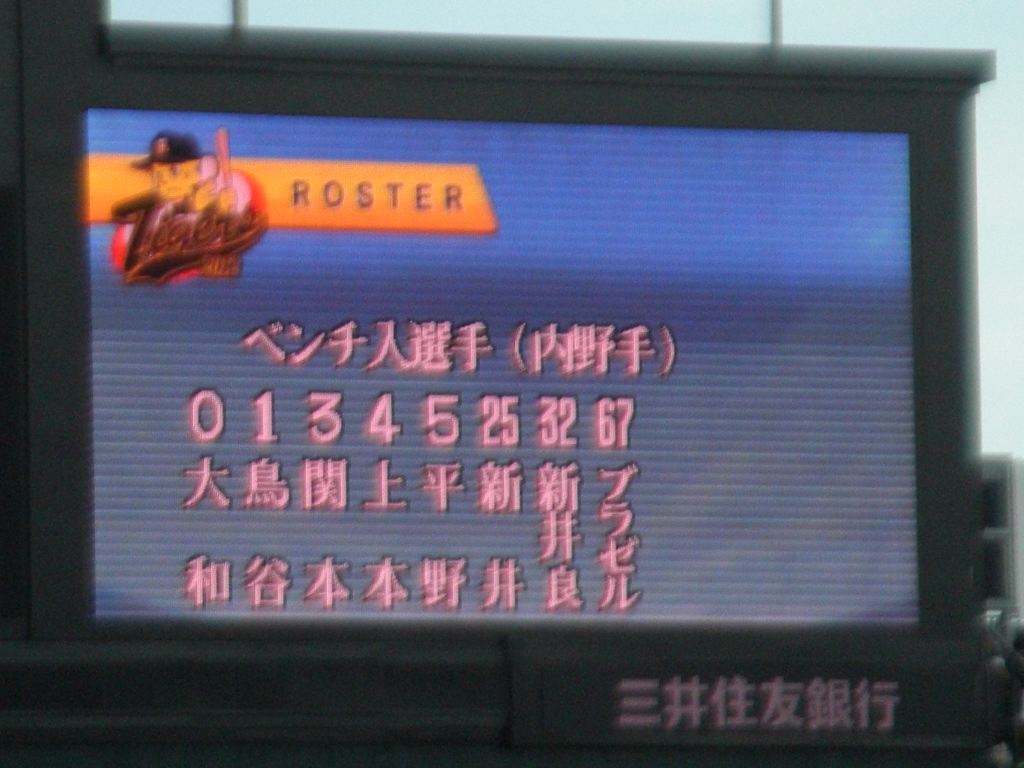 Tigers
ROSTER
ベンチ入選手(内野手)
0 1 3 4 5 25 32 67
大和
鳥谷
関本
上本
平野
新井
新井良
ブラゼル
三井住友銀行